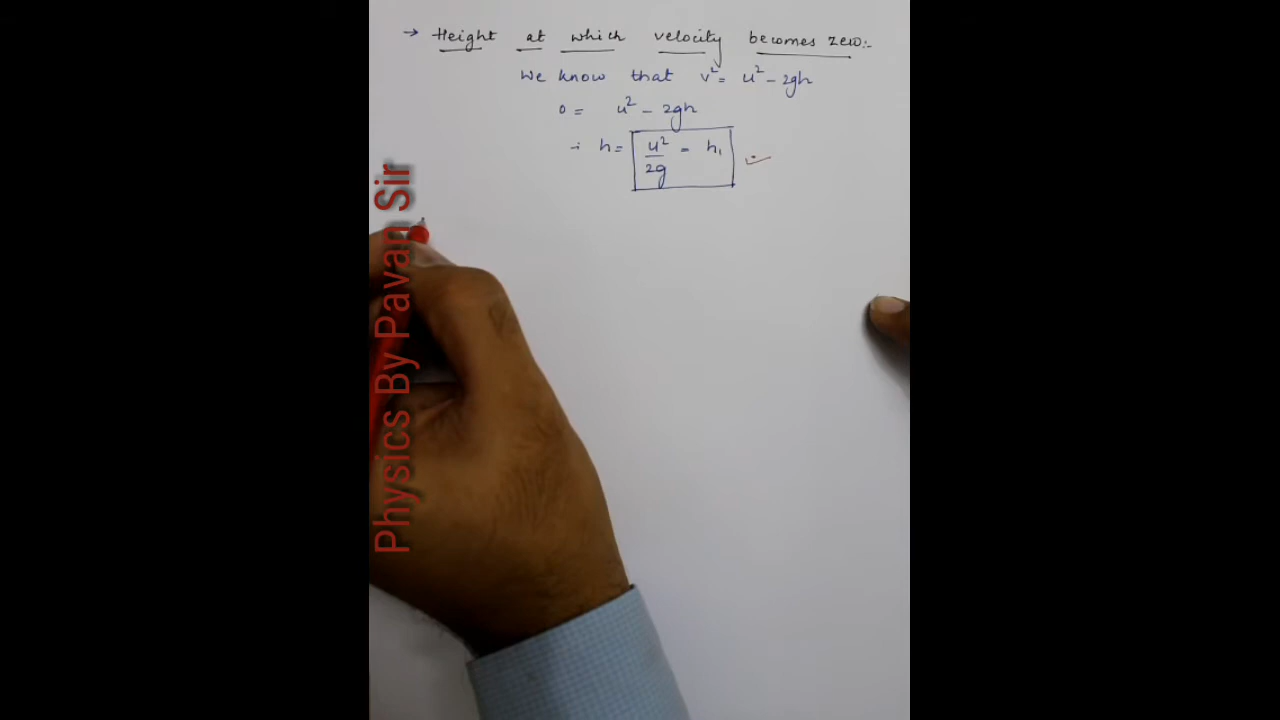 → Height at which velocity becomes zero:-
We know that v² = u² - 2gh
0 = u² - 2gh
∴ h = u²/2g = h₁
Physics By Pavan Sir